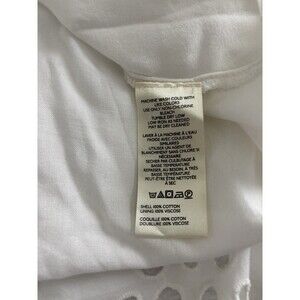 MACHINE WASH COLD WITH
LIKE COLORS
USE ONLY NON-CHLORINE
BLEACH
TUMBLE DRY LOW
LOW IRON AS NEEDED
MAY BE DRY CLEANED
LAVER À LA MACHINE À L'EAU
FROIDE AVEC COULEURS
SIMILAIRES
UTILISER UN AGENT DE
BLANCHIMENT SANS CHLORE SI
NÉCESSAIRE
SÉCHER PAR CULBUTAGE À
BASSE TEMPÉRATURE
REPASSER, AU BESOIN, À
BASSE TEMPÉRATURE
PEUT-ÊTRE ÊTRE NETTOYÉE
À SEC
SHELL 100% COTTON
LINING 100% VISCOSE
COQUILLE 100% COTON
DOUBLURE 100% VISCOSE